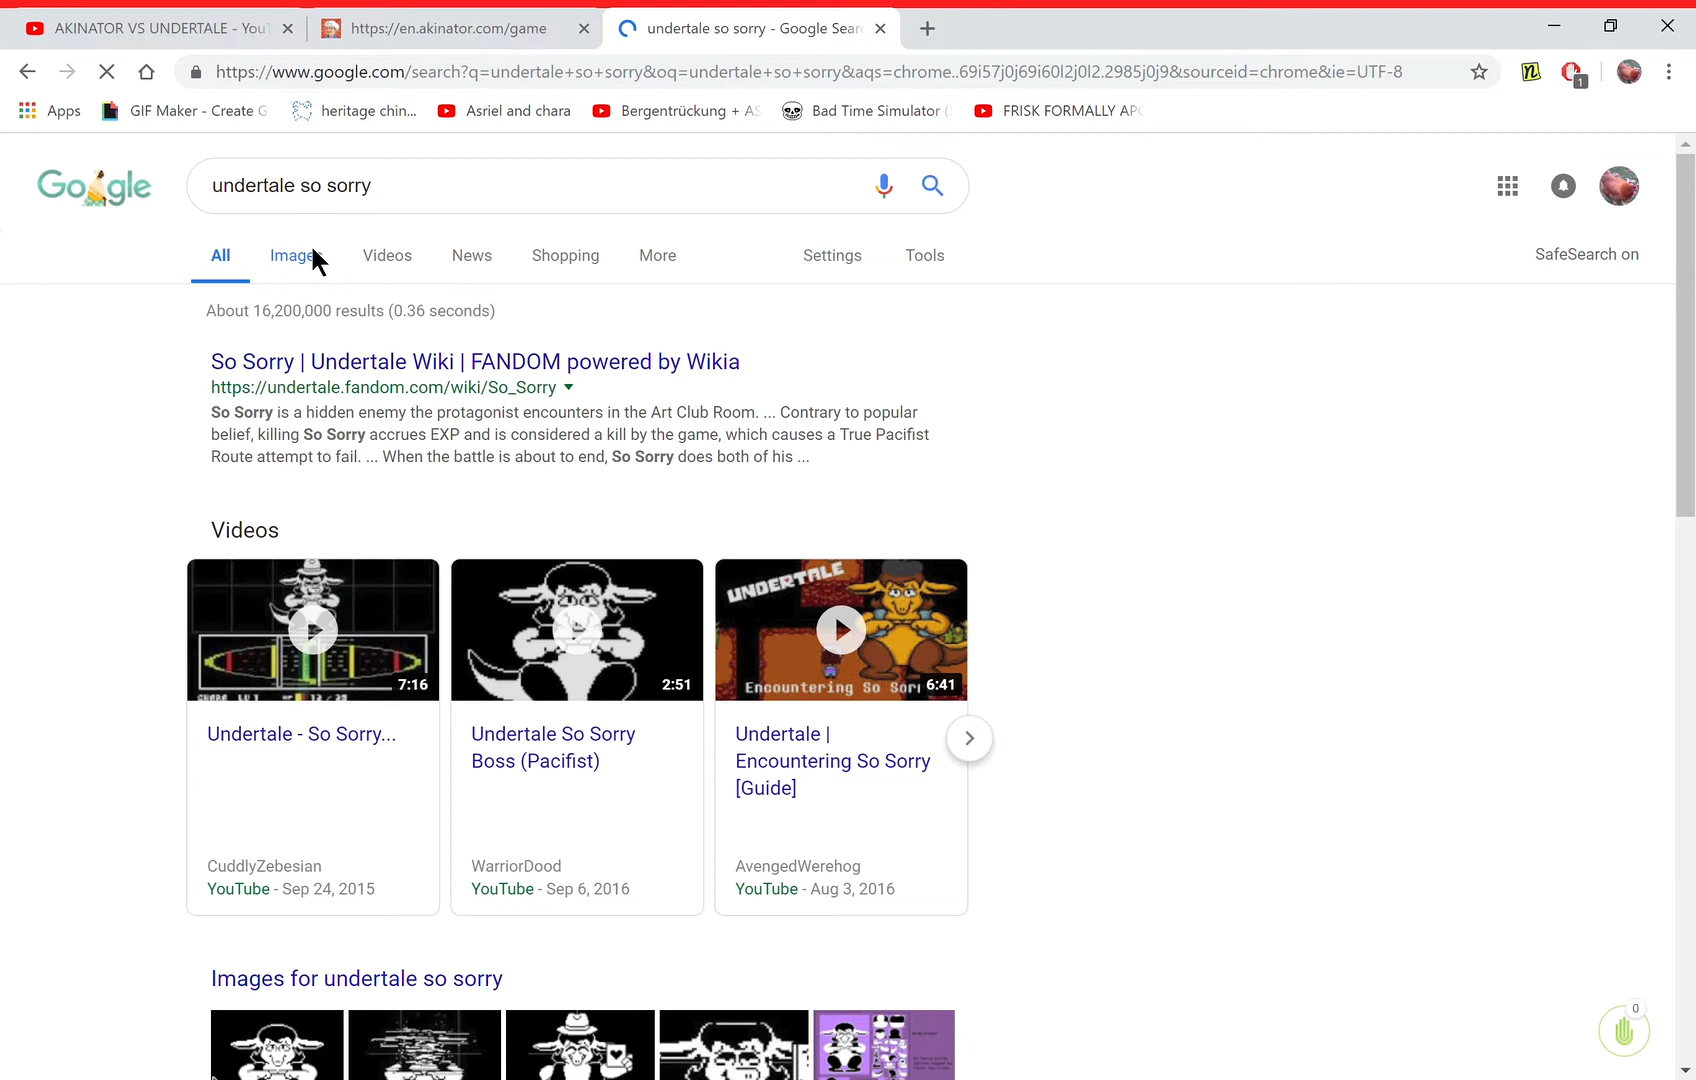 AKINATOR VS UNDERTALE - YouT
https://en.akinator.com/game
undertale so sorry - Google Sear
https://www.google.com/search?q=undertale+so+sorry&oq=undertale+so+sorry&aqs=chrome..69i57j0j69i60l2j0l2.2985j0j9&sourceid=chrome&ie=UTF-8
1
Apps
GIF Maker - Create G
heritage chin...
Asriel and chara
Bergentrückung + AS
Bad Time Simulator (
FRISK FORMALLY APO
Google
undertale so sorry
All
Images
Videos
News
Shopping
More
Settings
Tools
SafeSearch on
About 16,200,000 results (0.36 seconds)
So Sorry | Undertale Wiki | FANDOM powered by Wikia
https://undertale.fandom.com/wiki/So_Sorry
So Sorry is a hidden enemy the protagonist encounters in the Art Club Room. ... Contrary to popular
belief, killing So Sorry accrues EXP and is considered a kill by the game, which causes a True Pacifist
Route attempt to fail. ... When the battle is about to end, So Sorry does both of his ...
Videos
7:16
2:51
UNDERTALE
Encountering So Sorr
6:41
Undertale - So Sorry...
Undertale So Sorry
Boss (Pacifist)
Undertale |
Encountering So Sorry
[Guide]
CuddlyZebesian
YouTube - Sep 24, 2015
WarriorDood
YouTube - Sep 6, 2016
AvengedWerehog
YouTube - Aug 3, 2016
Images for undertale so sorry
0